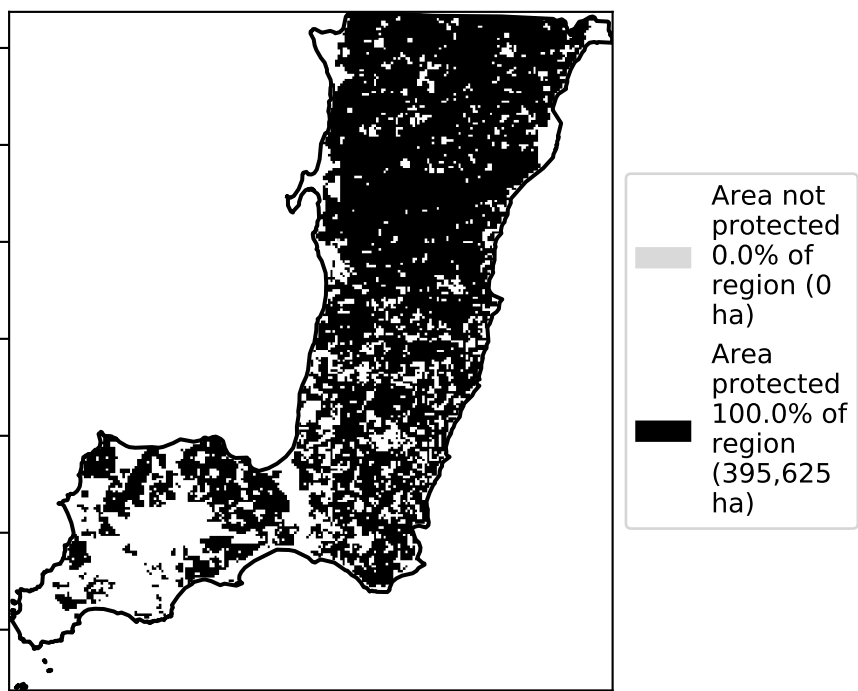 Area not
protected
0.0% of
region (0
ha)
Area
protected
100.0% of
region
(395,625
ha)